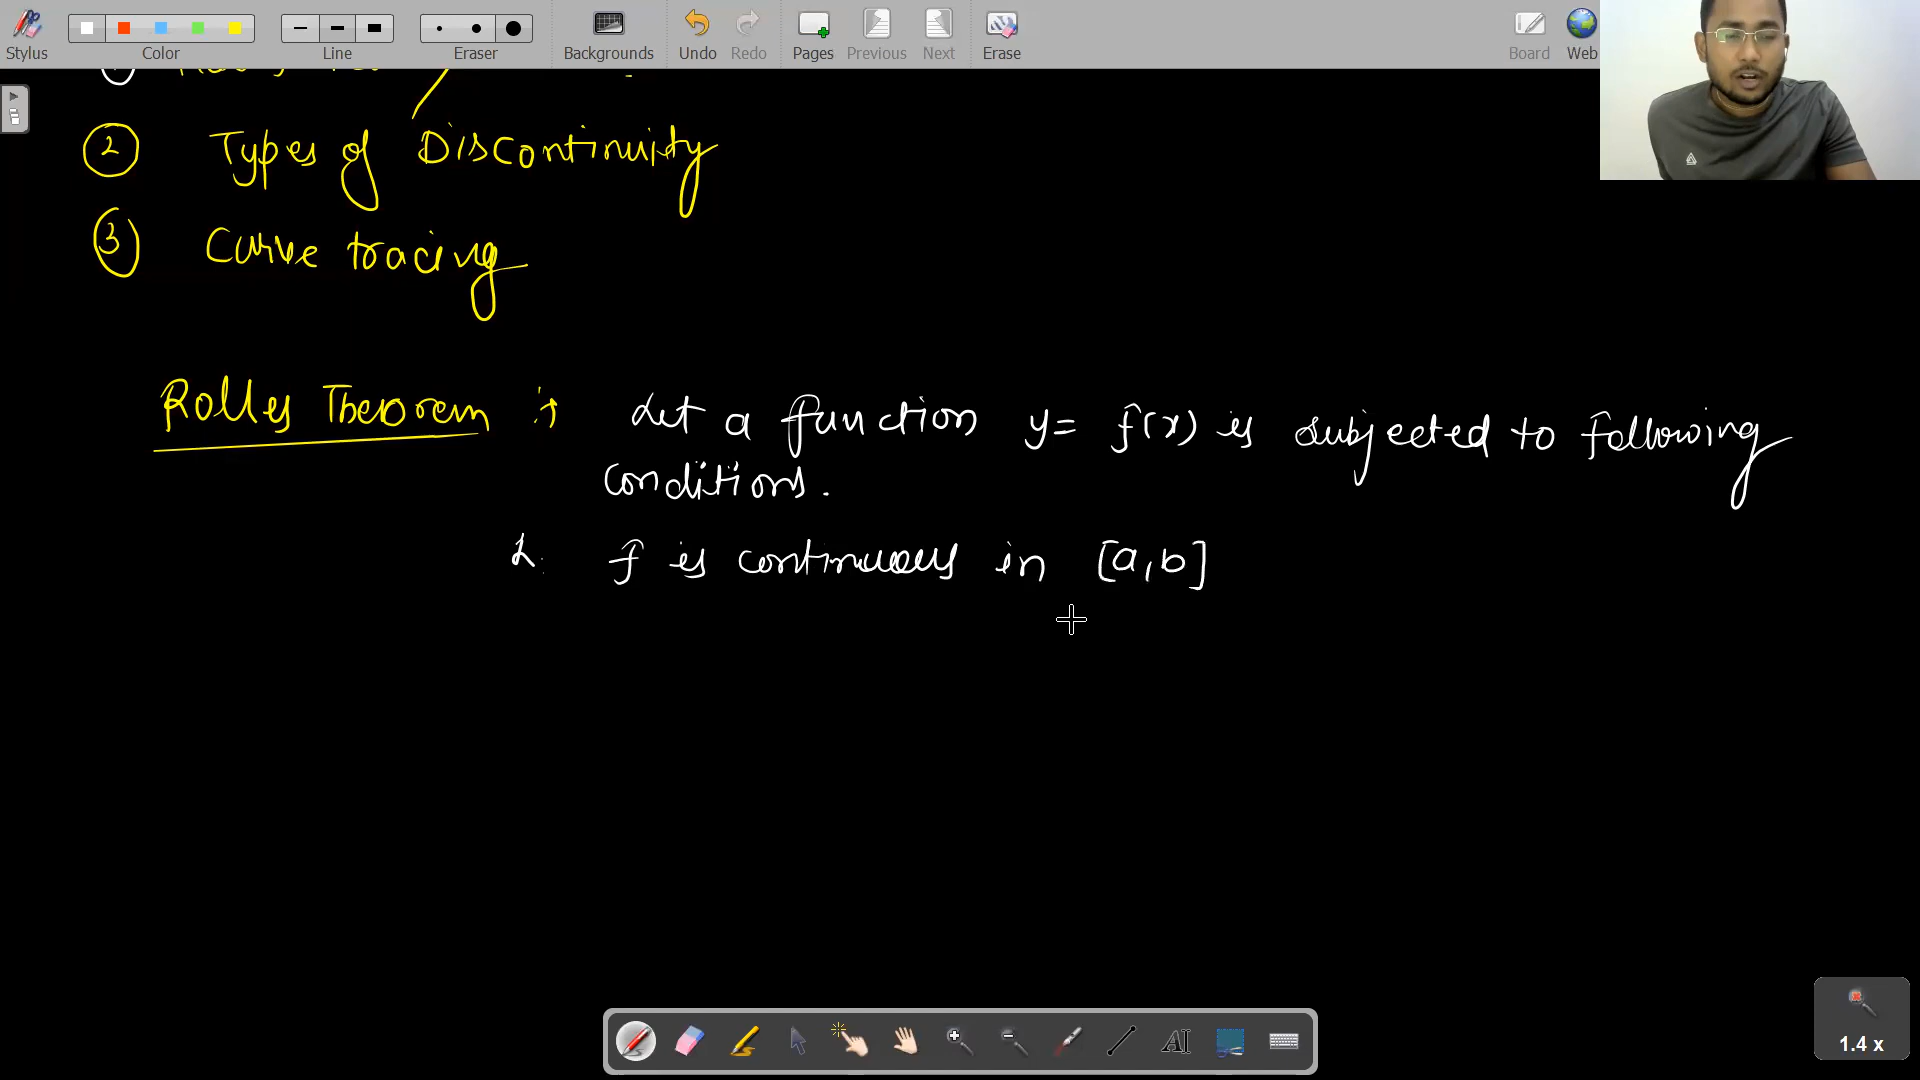 Stylus Color Line Eraser Backgrounds Undo Redo Pages Previous Next Erase Board Web
2 Types of Discontinuity
3 Curve tracing
Rolles Theorem :→ Let a function y= f(x) is subjected to following
conditions.
1. f is continuous in [a,b]
1.4 x